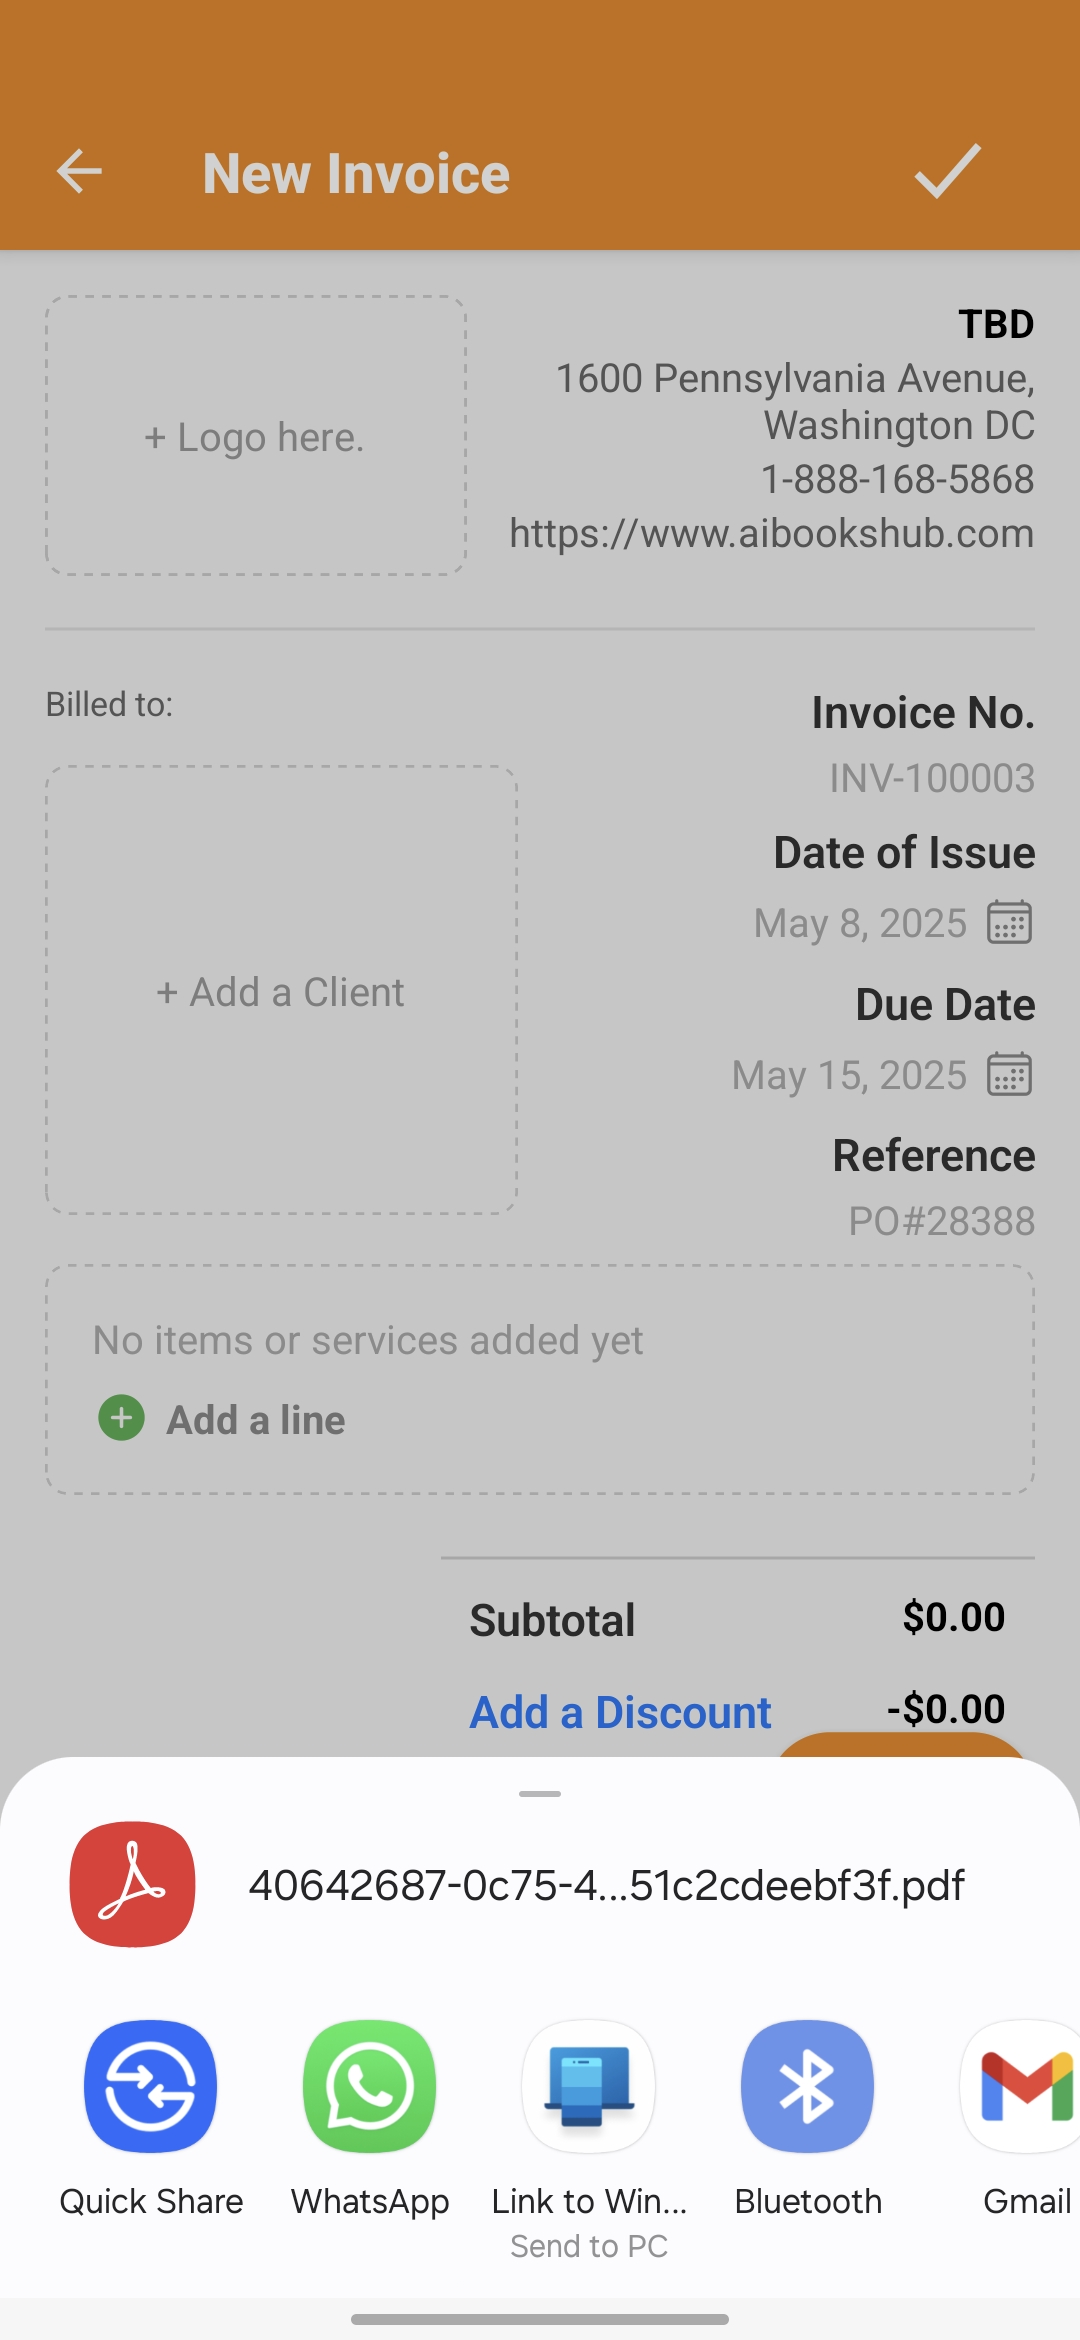 New Invoice
+ Logo here.
TBD
1600 Pennsylvania Avenue,
Washington DC
1-888-168-5868
https://www.aibookshub.com
Billed to:
+ Add a Client
Invoice No.
INV-100003
Date of Issue
May 8, 2025
Due Date
May 15, 2025
Reference
PO#28388
No items or services added yet
Add a line
Subtotal $0.00
Add a Discount -$0.00
40642687-0c75-4...51c2cdeebf3f.pdf
Quick Share
WhatsApp
Link to Win...
Send to PC
Bluetooth
Gmail